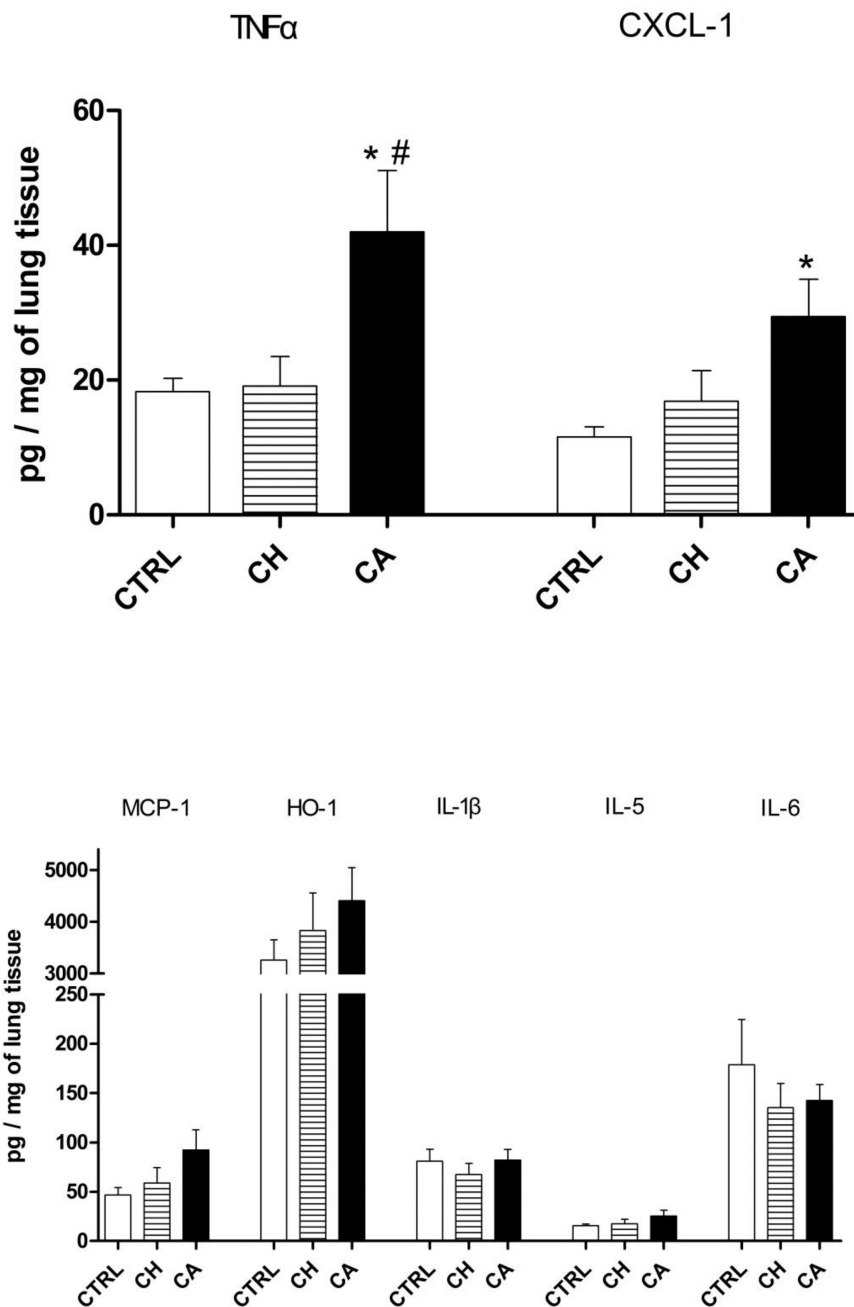 TNFα CXCL-1
60
* #
pg / mg of lung tissue
40
*
20
0
CTRL CH CA CTRL CH CA
MCP-1 HO-1 IL-1β IL-5 IL-6
5000
4000
3000
pg / mg of lung tissue
250
200
150
100
50
0
CTRL CH CA CTRL CH CA CTRL CH CA CTRL CH CA CTRL CH CA